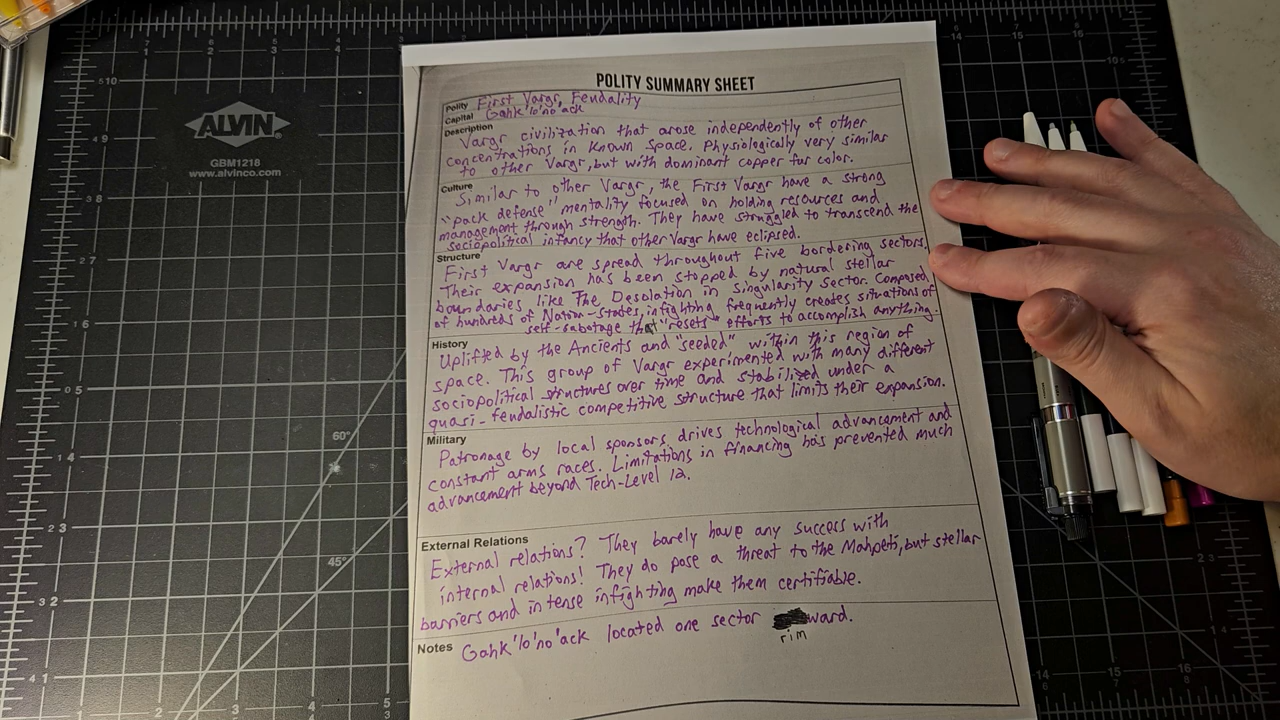 ALVIN
GBM1218
www.alvinco.com
60°
45°
POLITY SUMMARY SHEET
Polity First Vargr, Feudality
Capital Gahk'lo'no'ack
Description
Vargr civilization that arose independently of other
concentrations in known space. Physiologically very similar
to other Vargr, but with dominant copper fur color.
Culture
Similar to other Vargr, the First Vargr have a strong
"pack defense" mentality focused on holding resources and
management through strength. They have struggled to transcend the
sociopolitical infancy that other Vargr have eclipsed.
Structure
First Vargr are spread throughout five bordering sectors.
Their expansion has been stopped by natural stellar
boundaries like The Desolation in Singularity Sector. Composed
of hundreds of Nation-States, infighting frequently creates situations of
self-sabotage that "resets" efforts to accomplish anything.
History
Uplifted by the Ancients and "seeded" within this region of
space. This group of Vargr experimented with many different
sociopolitical structures over time and stabilized under a
quasi-feudalistic competitive structure that limits their expansion.
Military
Patronage by local sponsors drives technological advancement and
constant arms races. Limitations in financing has prevented much
advancement beyond Tech-Level 12.
External Relations
External relations? They barely have any success with
internal relations! They do pose a threat to the Mahpeti, but stellar
barriers and intense infighting make them certifiable.
Notes
Gahk'lo'no'ack located one sector ward.
rim